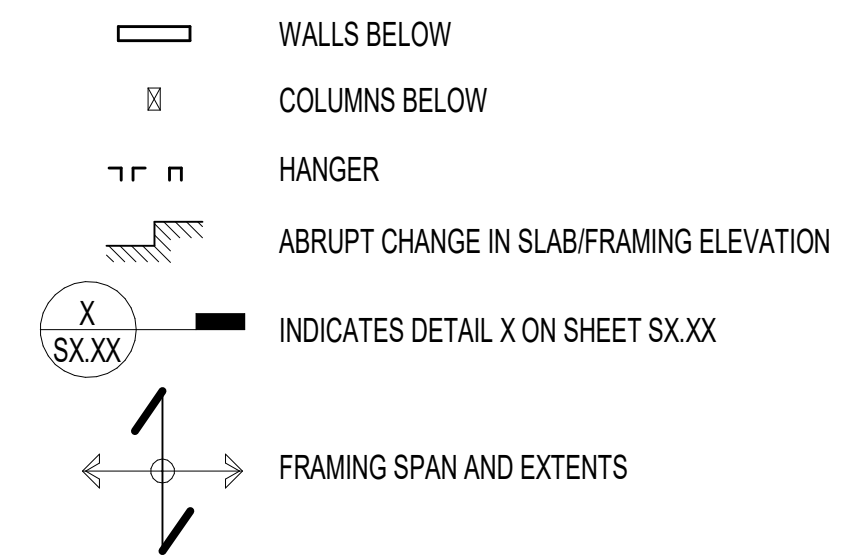 WALLS BELOW
COLUMNS BELOW
HANGER
ABRUPT CHANGE IN SLAB/FRAMING ELEVATION
X
SX.XX
INDICATES DETAIL X ON SHEET SX.XX
FRAMING SPAN AND EXTENTS